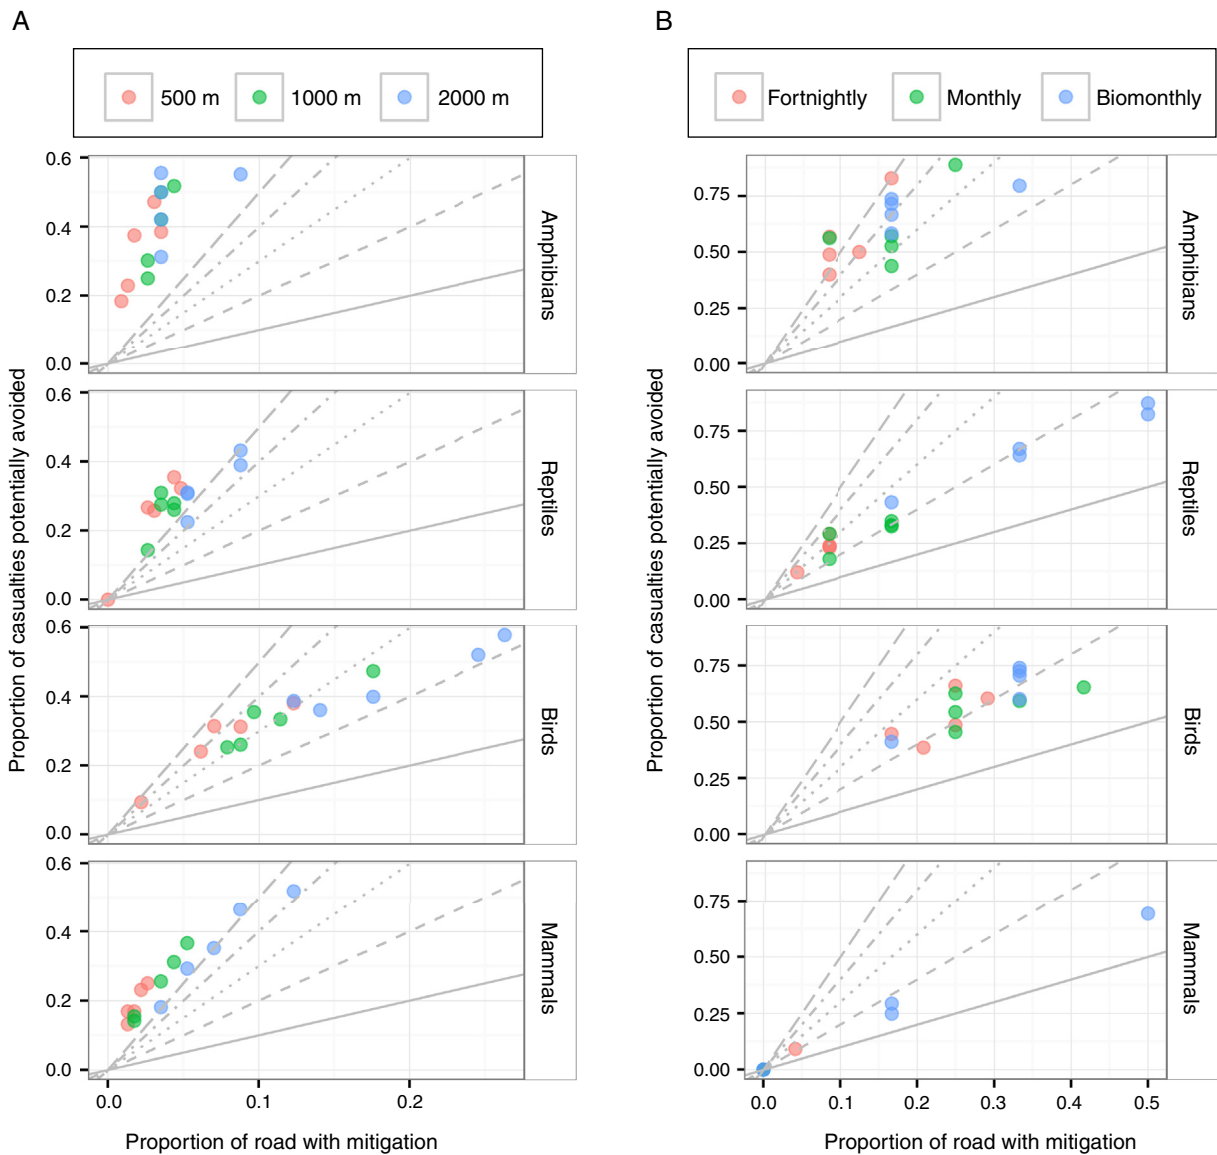 A
500 m 1000 m 2000 m
0.6
0.4
0.2
0.0
Amphibians
0.6
0.4
0.2
0.0
Reptiles
0.6
0.4
0.2
0.0
Birds
0.6
0.4
0.2
0.0
Mammals
0.0 0.1 0.2
Proportion of casualties potentially avoided
Proportion of road with mitigation
B
Fortnightly Monthly Biomonthly
0.75
0.50
0.25
0.00
Amphibians
0.75
0.50
0.25
0.00
Reptiles
0.75
0.50
0.25
0.00
Birds
0.75
0.50
0.25
0.00
Mammals
0.0 0.1 0.2 0.3 0.4 0.5
Proportion of casualties potentially avoided
Proportion of road with mitigation